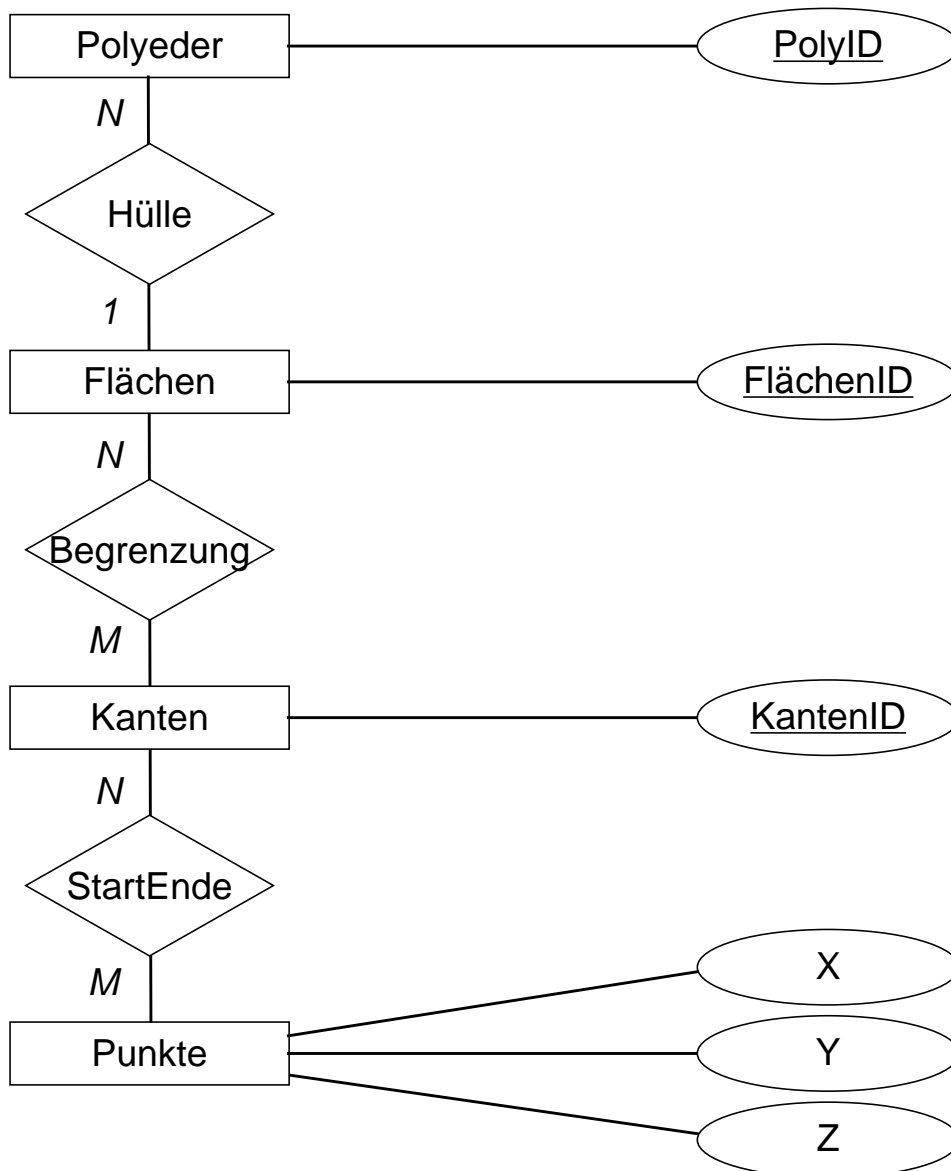 Polyeder
PolyID
N
Hülle
1
Flächen
FlächenID
N
Begrenzung
M
Kanten
KantenID
N
StartEnde
M
X
Punkte
Y
Z